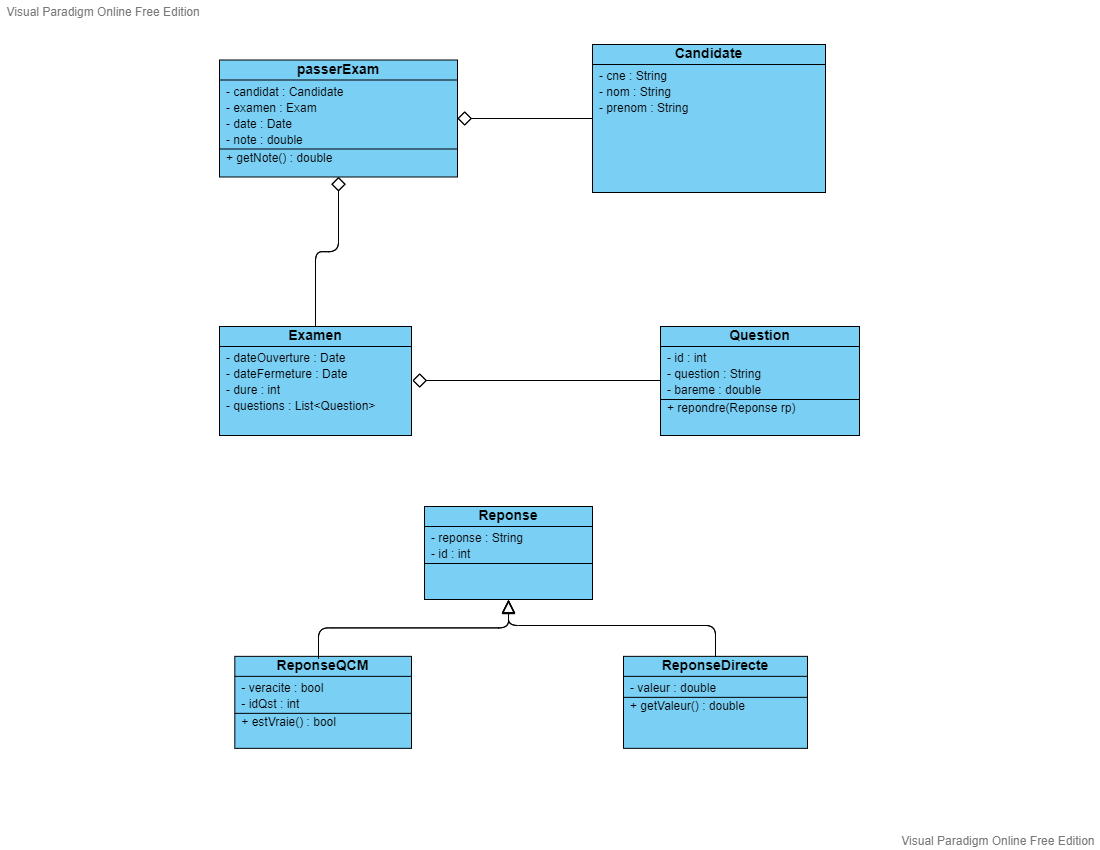 Visual Paradigm Online Free Edition
passerExam
- candidat : Candidate
- examen : Exam
- date : Date
- note : double
+ getNote() : double
Candidate
- cne : String
- nom : String
- prenom : String
Examen
- dateOuverture : Date
- dateFermeture : Date
- dure : int
- questions : List<Question>
Question
- id : int
- question : String
- bareme : double
+ repondre(Reponse rp)
Reponse
- reponse : String
- id : int
ReponseQCM
- veracite : bool
- idQst : int
+ estVraie() : bool
ReponseDirecte
- valeur : double
+ getValeur() : double
Visual Paradigm Online Free Edition